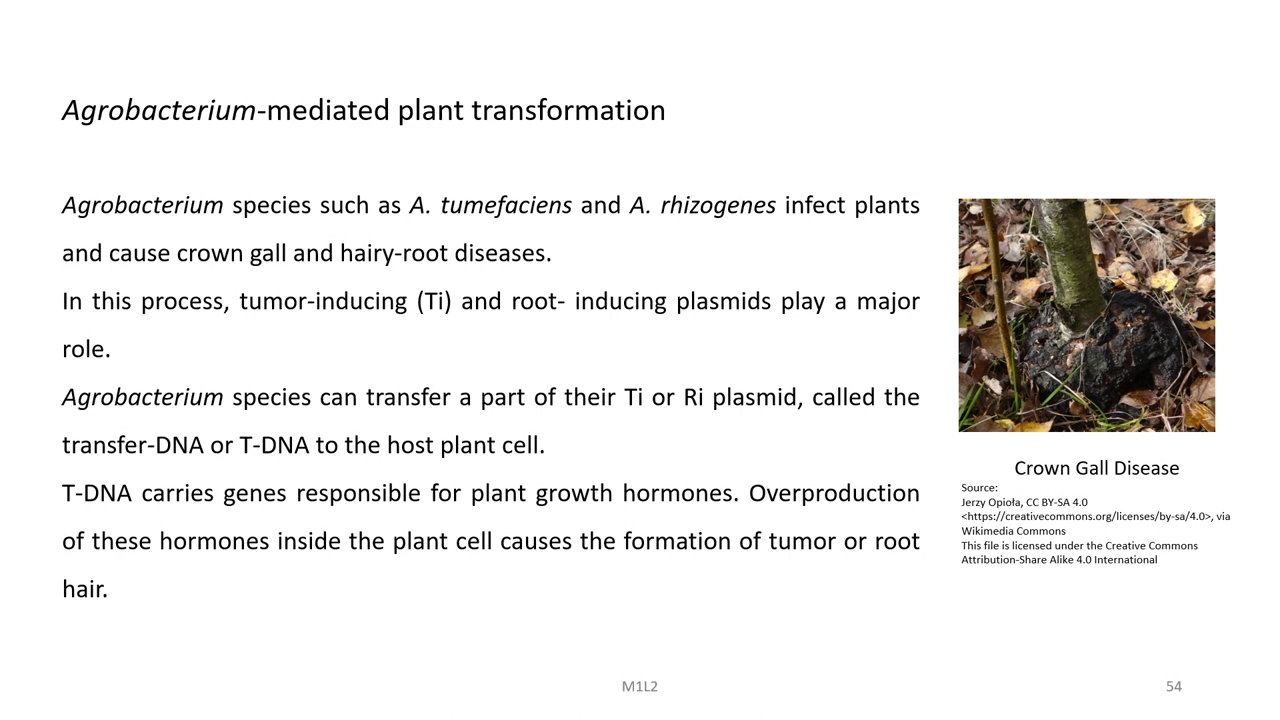 Agrobacterium-mediated plant transformation
Agrobacterium species such as A. tumefaciens and A. rhizogenes infect plants
and cause crown gall and hairy-root diseases.
In this process, tumor-inducing (Ti) and root- inducing plasmids play a major
role.
Agrobacterium species can transfer a part of their Ti or Ri plasmid, called the
transfer-DNA or T-DNA to the host plant cell.
T-DNA carries genes responsible for plant growth hormones. Overproduction
of these hormones inside the plant cell causes the formation of tumor or root
hair.
Crown Gall Disease
Source:
Jerzy Opioła, CC BY-SA 4.0
<https://creativecommons.org/licenses/by-sa/4.0>, via
Wikimedia Commons
This file is licensed under the Creative Commons
Attribution-Share Alike 4.0 International
M1L2
54